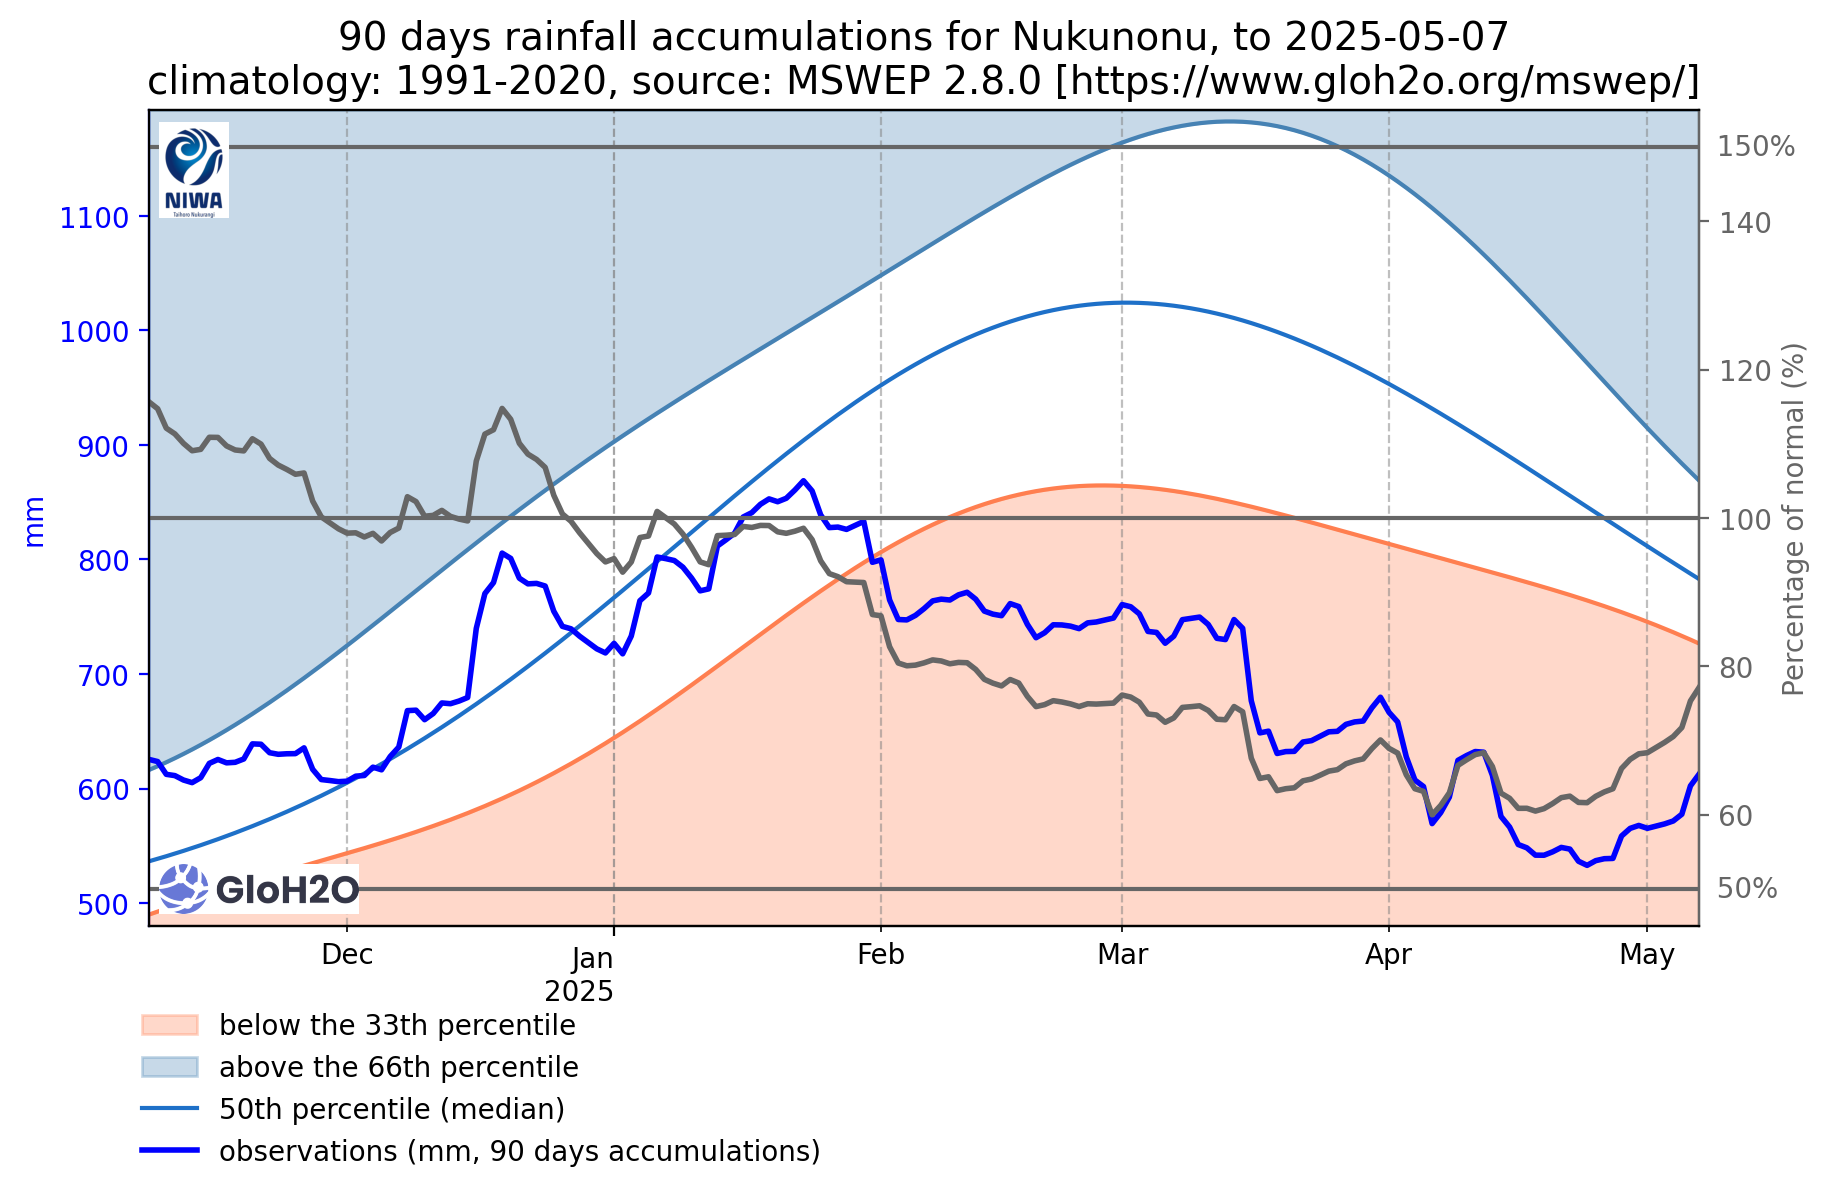 90 days rainfall accumulations for Nukunonu, to 2025-05-07
climatology: 1991-2020, source: MSWEP 2.8.0 [https://www.gloh2o.org/mswep/]
NIWA
Taihoro Nukurangi
150%
1100
140
1000
120
900
mm
100
Percentage of normal (%)
800
700
80
600
60
GloH2O
50%
500
Dec
Jan
2025
Feb
Mar
Apr
May
below the 33th percentile
above the 66th percentile
50th percentile (median)
observations (mm, 90 days accumulations)